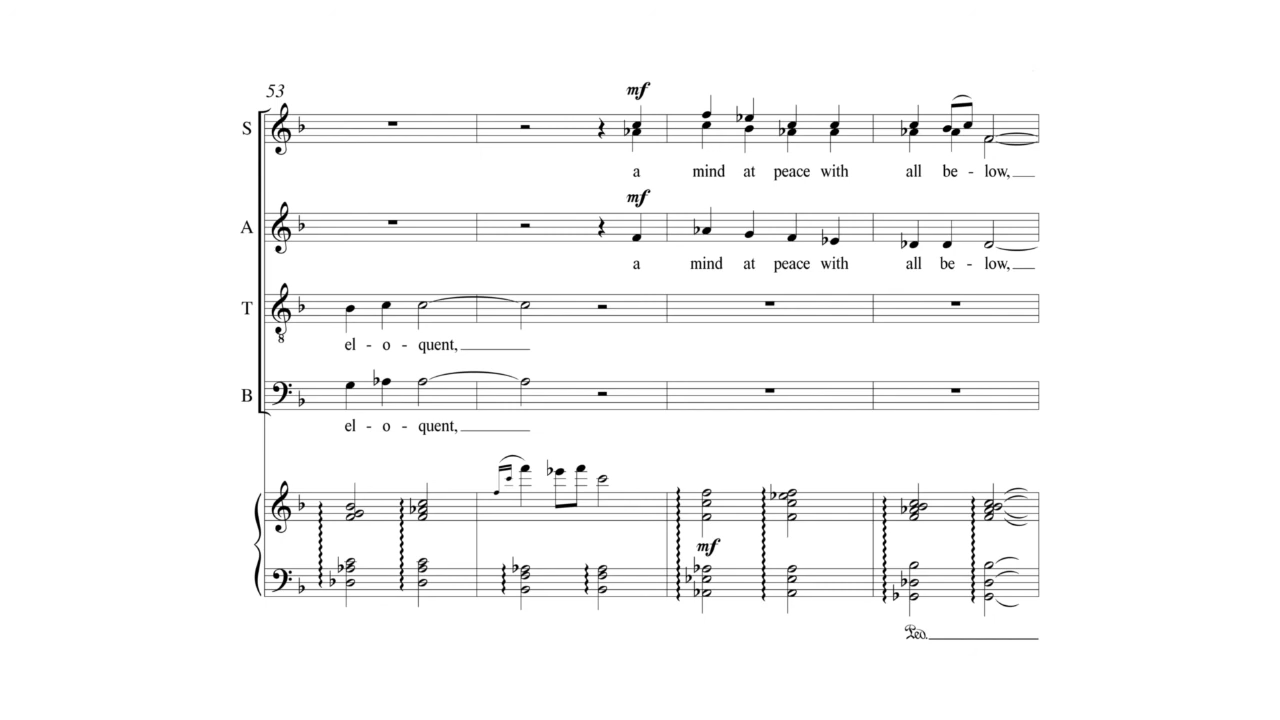 53
mf
S
a mind at peace with all be - low,
mf
A
a mind at peace with all be - low,
T
8
el - o - quent,
B
el - o - quent,
mf
Ped.